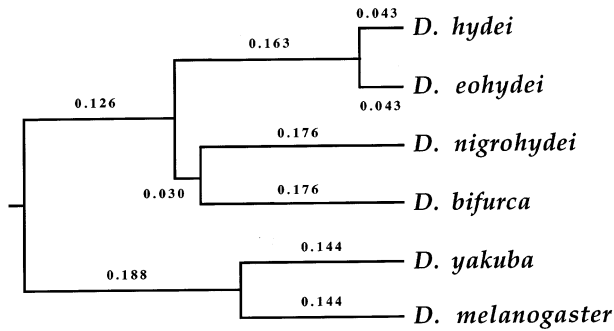 0.043
D. hydei
0.163
D. eohydei
0.043
0.126
0.176
D. nigrohydei
0.030
0.176
D. bifurca
0.144
D. yakuba
0.188
0.144
D. melanogaster